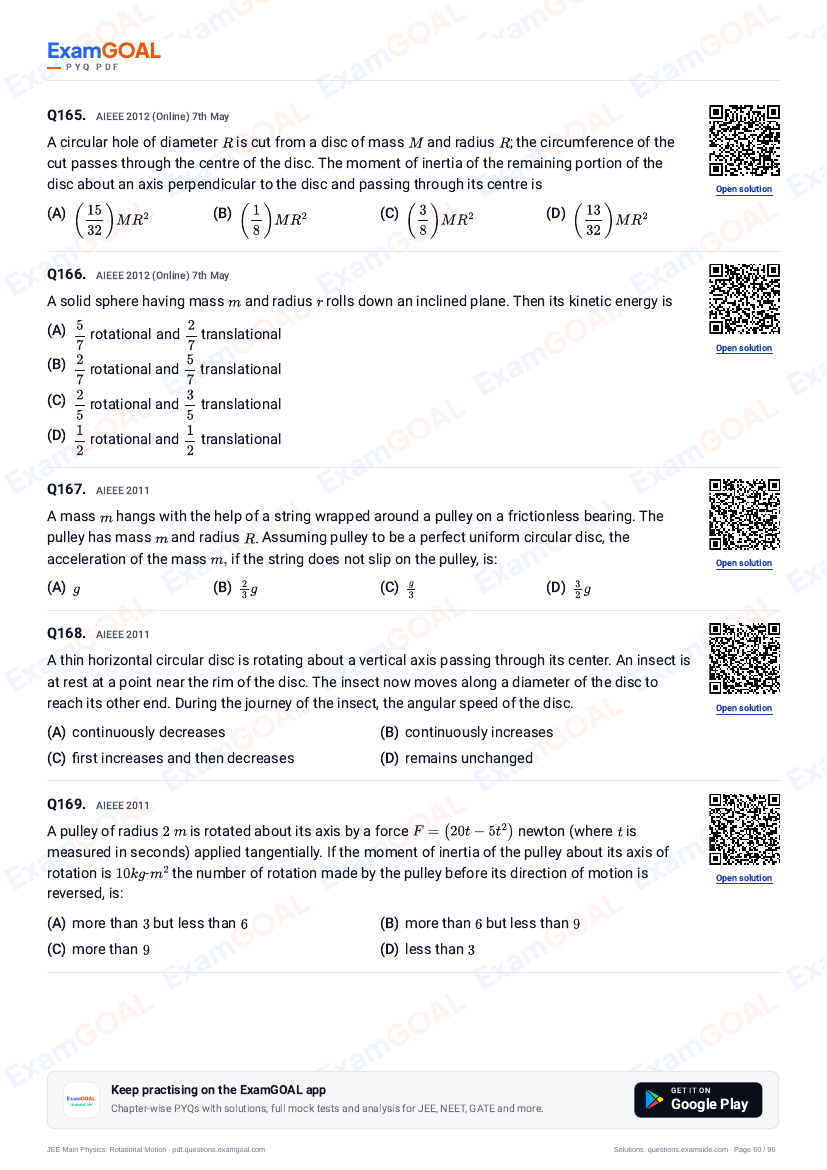 ExamGOAL
PYQ PDF
Q165. AIEEE 2012 (Online) 7th May
A circular hole of diameter R is cut from a disc of mass M and radius R; the circumference of the
cut passes through the centre of the disc. The moment of inertia of the remaining portion of the
disc about an axis perpendicular to the disc and passing through its centre is
(A) (15/32) MR² (B) (1/8) MR² (C) (3/8) MR² (D) (13/32) MR²
Open solution
Q166. AIEEE 2012 (Online) 7th May
A solid sphere having mass m and radius r rolls down an inclined plane. Then its kinetic energy is
(A) 5/7 rotational and 2/7 translational
(B) 2/7 rotational and 5/7 translational
(C) 2/5 rotational and 3/5 translational
(D) 1/2 rotational and 1/2 translational
Open solution
Q167. AIEEE 2011
A mass m hangs with the help of a string wrapped around a pulley on a frictionless bearing. The
pulley has mass m and radius R. Assuming pulley to be a perfect uniform circular disc, the
acceleration of the mass m, if the string does not slip on the pulley, is:
(A) g (B) 2/3 g (C) g/3 (D) 3/2 g
Open solution
Q168. AIEEE 2011
A thin horizontal circular disc is rotating about a vertical axis passing through its center. An insect is
at rest at a point near the rim of the disc. The insect now moves along a diameter of the disc to
reach its other end. During the journey of the insect, the angular speed of the disc.
(A) continuously decreases (B) continuously increases
(C) first increases and then decreases (D) remains unchanged
Open solution
Q169. AIEEE 2011
A pulley of radius 2 m is rotated about its axis by a force F = (20t − 5t²) newton (where t is
measured in seconds) applied tangentially. If the moment of inertia of the pulley about its axis of
rotation is 10kg-m² the number of rotation made by the pulley before its direction of motion is
reversed, is:
(A) more than 3 but less than 6 (B) more than 6 but less than 9
(C) more than 9 (D) less than 3
Open solution
ExamGOAL
Keep practising on the ExamGOAL app
Chapter-wise PYQs with solutions, full mock tests and analysis for JEE, NEET, GATE and more.
GET IT ON
Google Play
JEE Main Physics: Rotational Motion · pdf.questions.examgoal.com
Solutions: questions.examside.com · Page 60 / 96